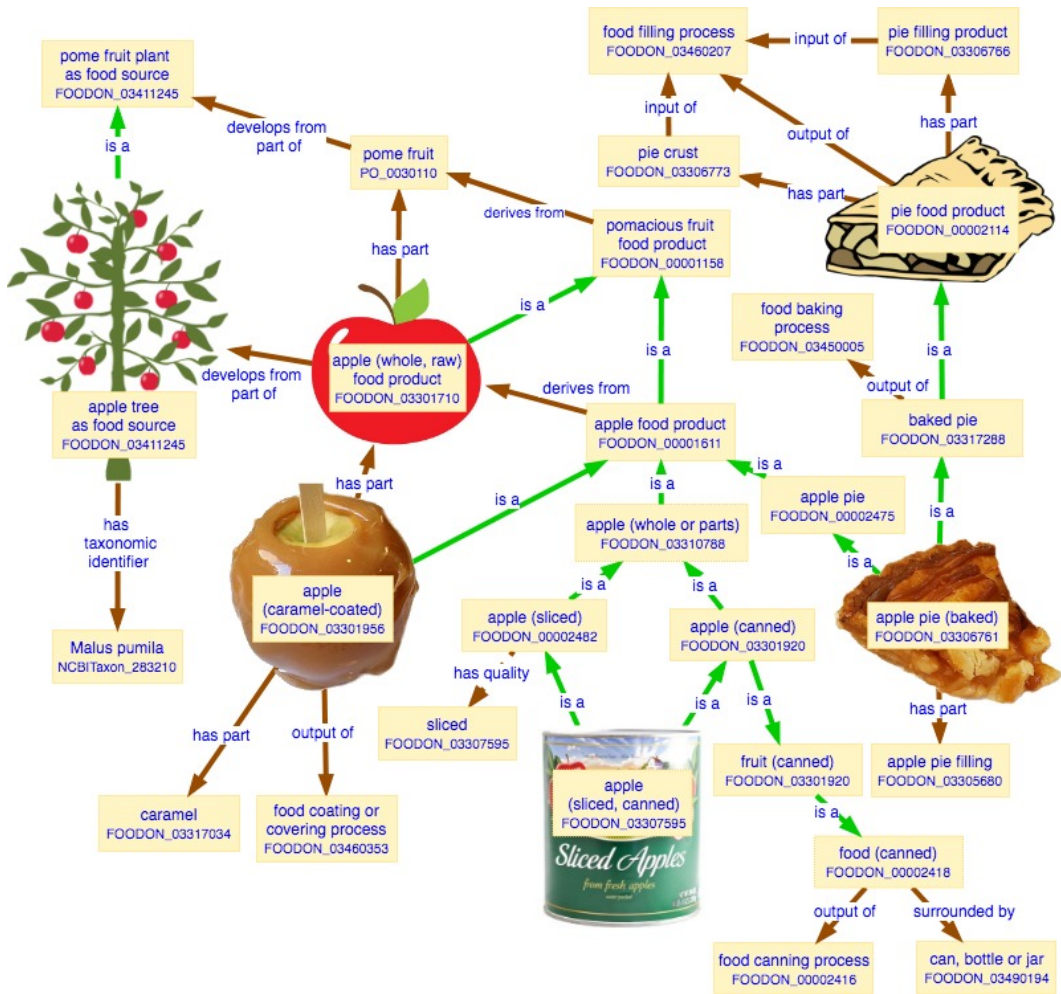 pome fruit plant
as food source
FOODON_03411245
food filling process
FOODON_03460207
input of
pie filling product
FOODON_03306766
is a
develops from
part of
pome fruit
PO_0030110
input of
pie crust
FOODON_03306773
output of
has part
has part
pie food product
FOODON_00002114
derives from
has part
pomacious fruit
food product
FOODON_00001158
is a
food baking
process
FOODON_03450005
is a
is a
apple (whole, raw)
food product
FOODON_03301710
develops from
part of
derives from
output of
apple tree
as food source
FOODON_03411245
apple food product
FOODON_00001611
baked pie
FOODON_03317288
has part
is a
is a
is a
apple pie
FOODON_00002475
is a
has
taxonomic
identifier
apple (whole or parts)
FOODON_03310788
is a
is a
is a
apple
(caramel-coated)
FOODON_03301956
apple (sliced)
FOODON_00002482
apple (canned)
FOODON_03301920
apple pie (baked)
FOODON_03306761
Malus pumila
NCBITaxon_283210
has quality
is a
is a
is a
has part
sliced
FOODON_03307595
has part
output of
fruit (canned)
FOODON_03301920
apple pie filling
FOODON_03305680
apple
(sliced, canned)
FOODON_03307595
is a
caramel
FOODON_03317034
food coating or
covering process
FOODON_03460353
Sliced Apples
from fresh apples
food (canned)
FOODON_00002418
output of
surrounded by
food canning process
FOODON_00002416
can, bottle or jar
FOODON_03490194